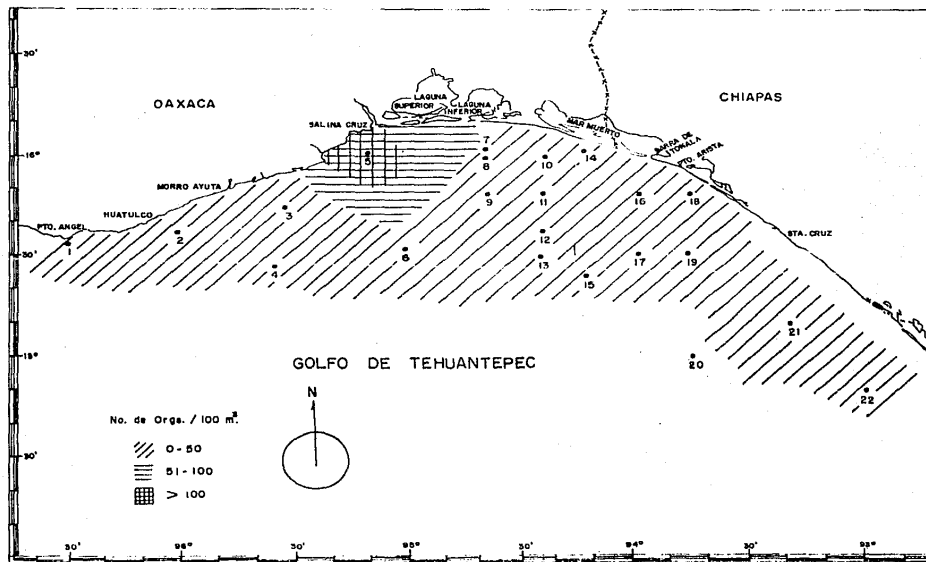 30'
OAXACA
CHIAPAS
LAGUNA
SUPERIOR
LAGUNA
INFERIOR
SALINA CRUZ
MAR MUERTO
BARRA DE
TONALA
PTO. ARISTA
16°
5
7
8
10
14
MORRO AYUTA
HUATULCO
PTO. ANGEL
3
9
11
16
18
STA. CRUZ
1
2
12
30'
4
6
13
15
17
19
21
15°
GOLFO DE TEHUANTEPEC
20
22
N
No. de Orgs. / 100 m².
0-50
51-100
> 100
30'
30'
96°
30'
95°
30'
94°
30'
93°